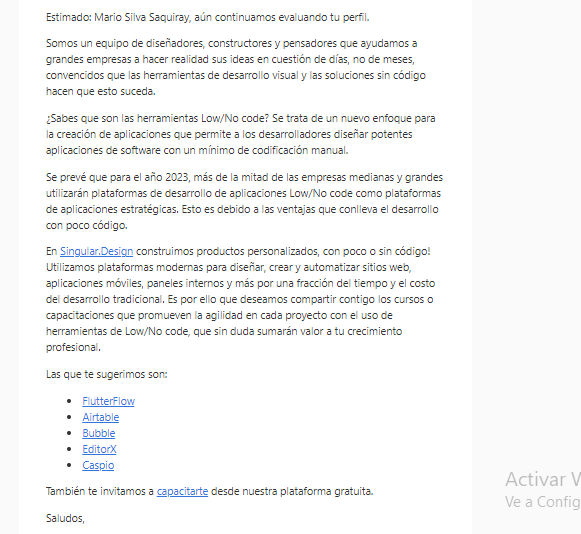 Estimado: Mario Silva Saquiray, aún continuamos evaluando tu perfil.
Somos un equipo de diseñadores, constructores y pensadores que ayudamos a
grandes empresas a hacer realidad sus ideas en cuestión de días, no de meses,
convencidos que las herramientas de desarrollo visual y las soluciones sin código
hacen que esto suceda.
¿Sabes que son las herramientas Low/No code? Se trata de un nuevo enfoque para
la creación de aplicaciones que permite a los desarrolladores diseñar potentes
aplicaciones de software con un mínimo de codificación manual.
Se prevé que para el año 2023, más de la mitad de las empresas medianas y grandes
utilizarán plataformas de desarrollo de aplicaciones Low/No code como plataformas
de aplicaciones estratégicas. Esto es debido a las ventajas que conlleva el desarrollo
con poco código.
En Singular.Design construimos productos personalizados, con poco o sin código!
Utilizamos plataformas modernas para diseñar, crear y automatizar sitios web,
aplicaciones móviles, paneles internos y más por una fracción del tiempo y el costo
del desarrollo tradicional. Es por ello que deseamos compartir contigo los cursos o
capacitaciones que promueven la agilidad en cada proyecto con el uso de
herramientas de Low/No code, que sin duda sumarán valor a tu crecimiento
profesional.
Las que te sugerimos son:
• FlutterFlow
• Airtable
• Bubble
• EditorX
• Caspio
También te invitamos a capacitarte desde nuestra plataforma gratuita.
Saludos,
Activar W
Ve a Config